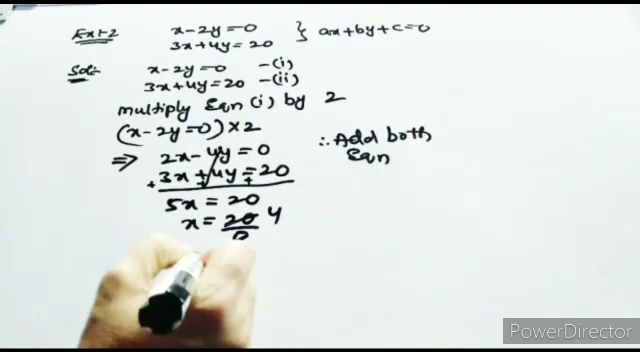 Ex:-2 x-2y=0 } ax+by+c=0
3x+4y=20
Sol:- x-2y=0 -(i)
3x+4y=20 -(ii)
multiply Eqn (i) by 2
(x-2y=0)×2
⇒ 2x-4y=0
+ 3x+4y=20
∴ Add both
Eqn
5x=20
x=20 4
5
PowerDirector